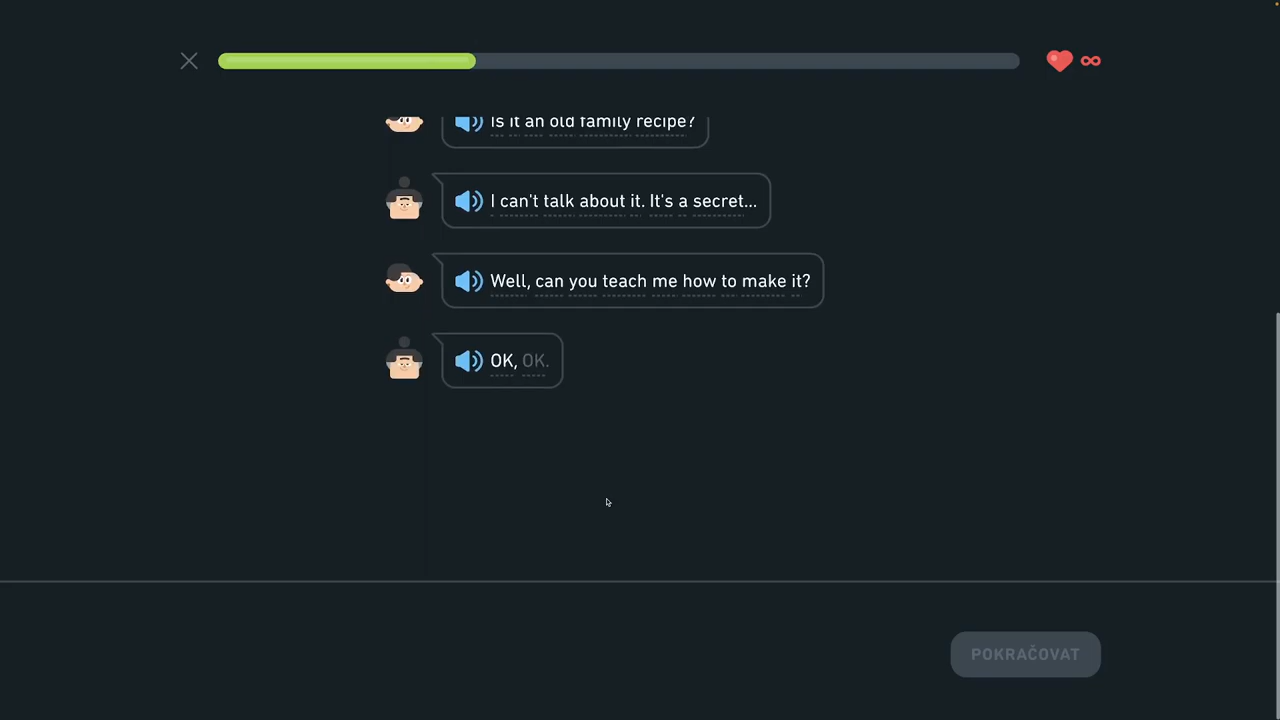 Is it an old family recipe?
I can't talk about it. It's a secret...
Well, can you teach me how to make it?
OK, OK.
POKRAČOVAT